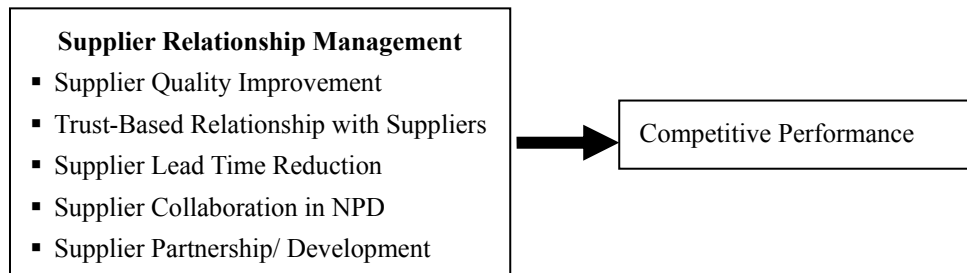 Supplier Relationship Management
▪ Supplier Quality Improvement
▪ Trust-Based Relationship with Suppliers
▪ Supplier Lead Time Reduction
▪ Supplier Collaboration in NPD
▪ Supplier Partnership/ Development
Competitive Performance